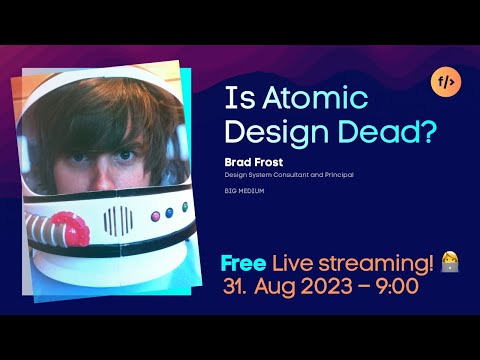 f/>
Is Atomic
Design Dead?
Brad Frost
Design System Consultant and Principal
BIG MEDIUM
Free Live streaming! 🧑‍💻
31. Aug 2023 – 9:00